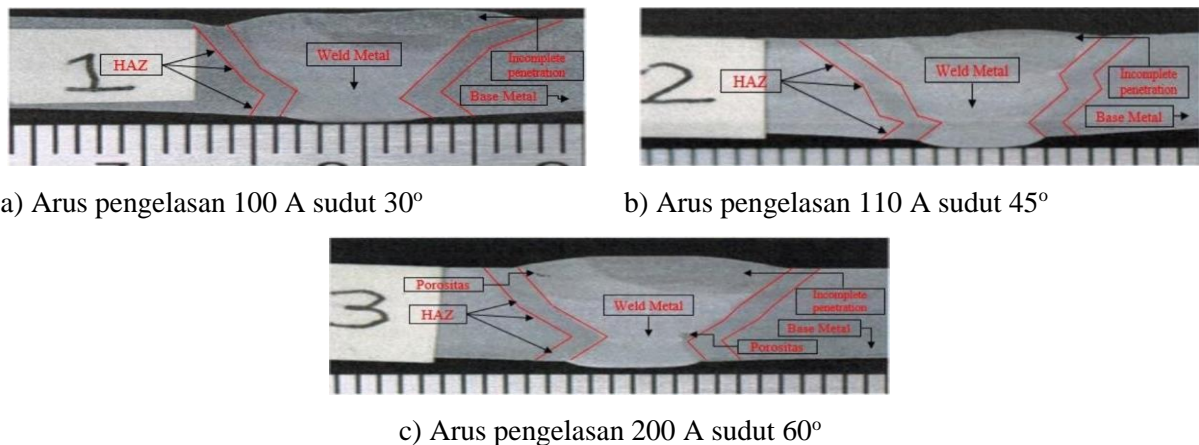 1
HAZ
Weld Metal
Incomplete
penetration
Base Metal
2
HAZ
Weld Metal
Incomplete
penetration
Base Metal
a) Arus pengelasan 100 A sudut 30°
b) Arus pengelasan 110 A sudut 45°
3
Porositas
HAZ
Weld Metal
Incomplete
penetration
Base Metal
Porositas
c) Arus pengelasan 200 A sudut 60°